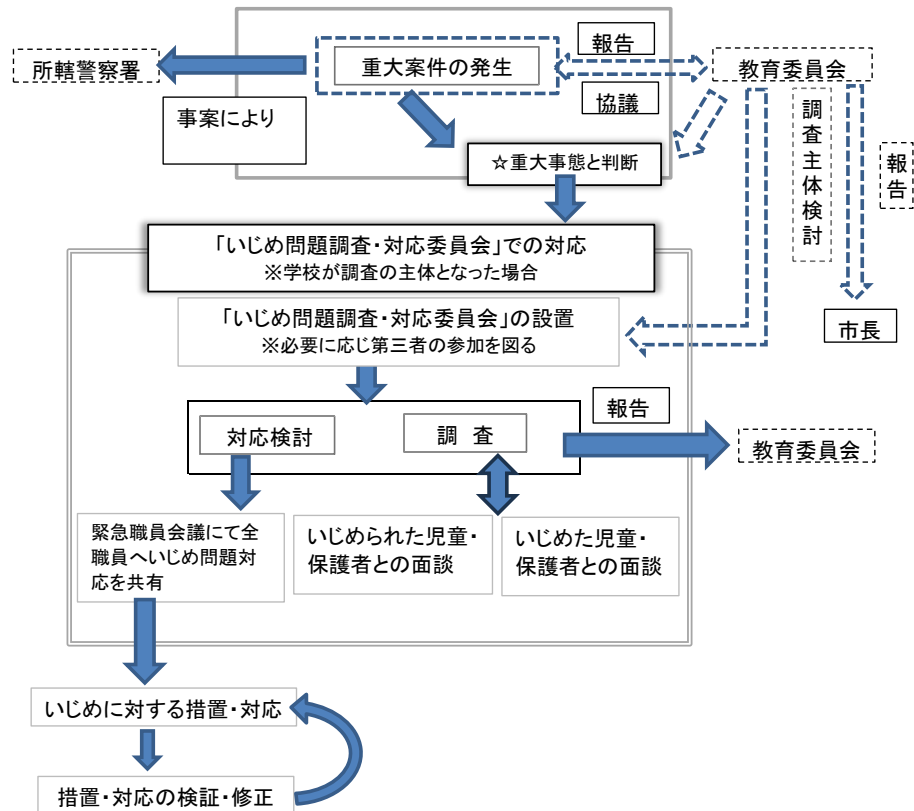 報告
所轄警察署
重大案件の発生
教育委員会
事案により
協議
調査主体検討
報告
☆重大事態と判断
「いじめ問題調査・対応委員会」での対応
※学校が調査の主体となった場合
「いじめ問題調査・対応委員会」の設置
※必要に応じ第三者の参加を図る
市長
報告
対応検討
調　査
教育委員会
緊急職員会議にて全
職員へいじめ問題対
応を共有
いじめられた児童・
保護者との面談
いじめた児童・
保護者との面談
いじめに対する措置・対応
措置・対応の検証・修正